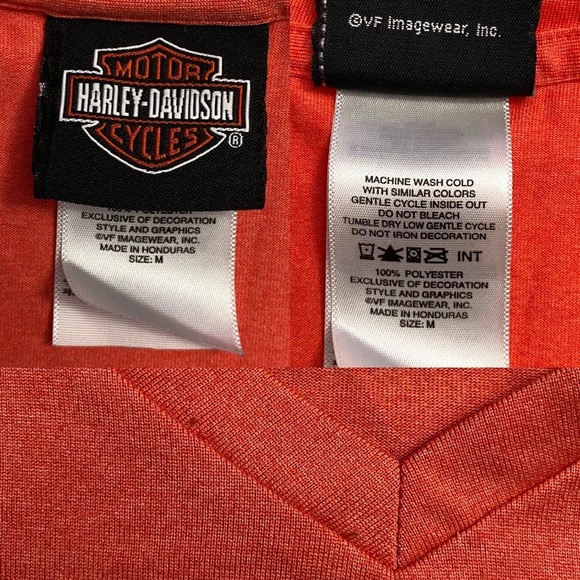 MOTOR
HARLEY-DAVIDSON
CYCLES
®
100% POLYESTER
EXCLUSIVE OF DECORATION
STYLE AND GRAPHICS
©VF IMAGEWEAR, INC.
MADE IN HONDURAS
SIZE: M
©VF Imagewear, Inc.
MACHINE WASH COLD
WITH SIMILAR COLORS
GENTLE CYCLE INSIDE OUT
DO NOT BLEACH
TUMBLE DRY LOW GENTLE CYCLE
DO NOT IRON DECORATION
INT
100% POLYESTER
EXCLUSIVE OF DECORATION
STYLE AND GRAPHICS
©VF IMAGEWEAR, INC.
MADE IN HONDURAS
SIZE: M